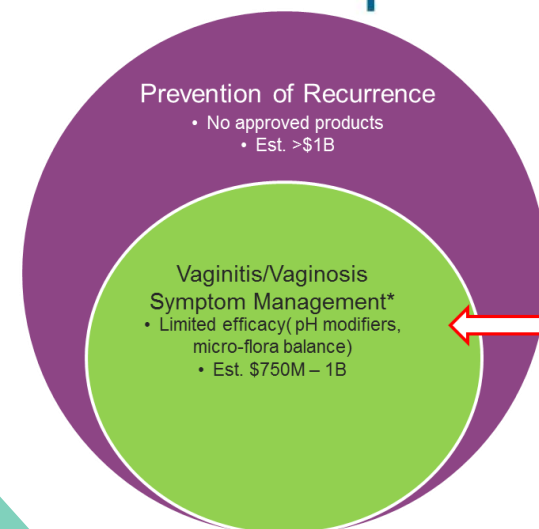 Prevention of Recurrence
• No approved products
• Est. >$1B
Vaginitis/Vaginosis
Symptom Management*
• Limited efficacy( pH modifiers,
micro-flora balance)
• Est. $750M – 1B